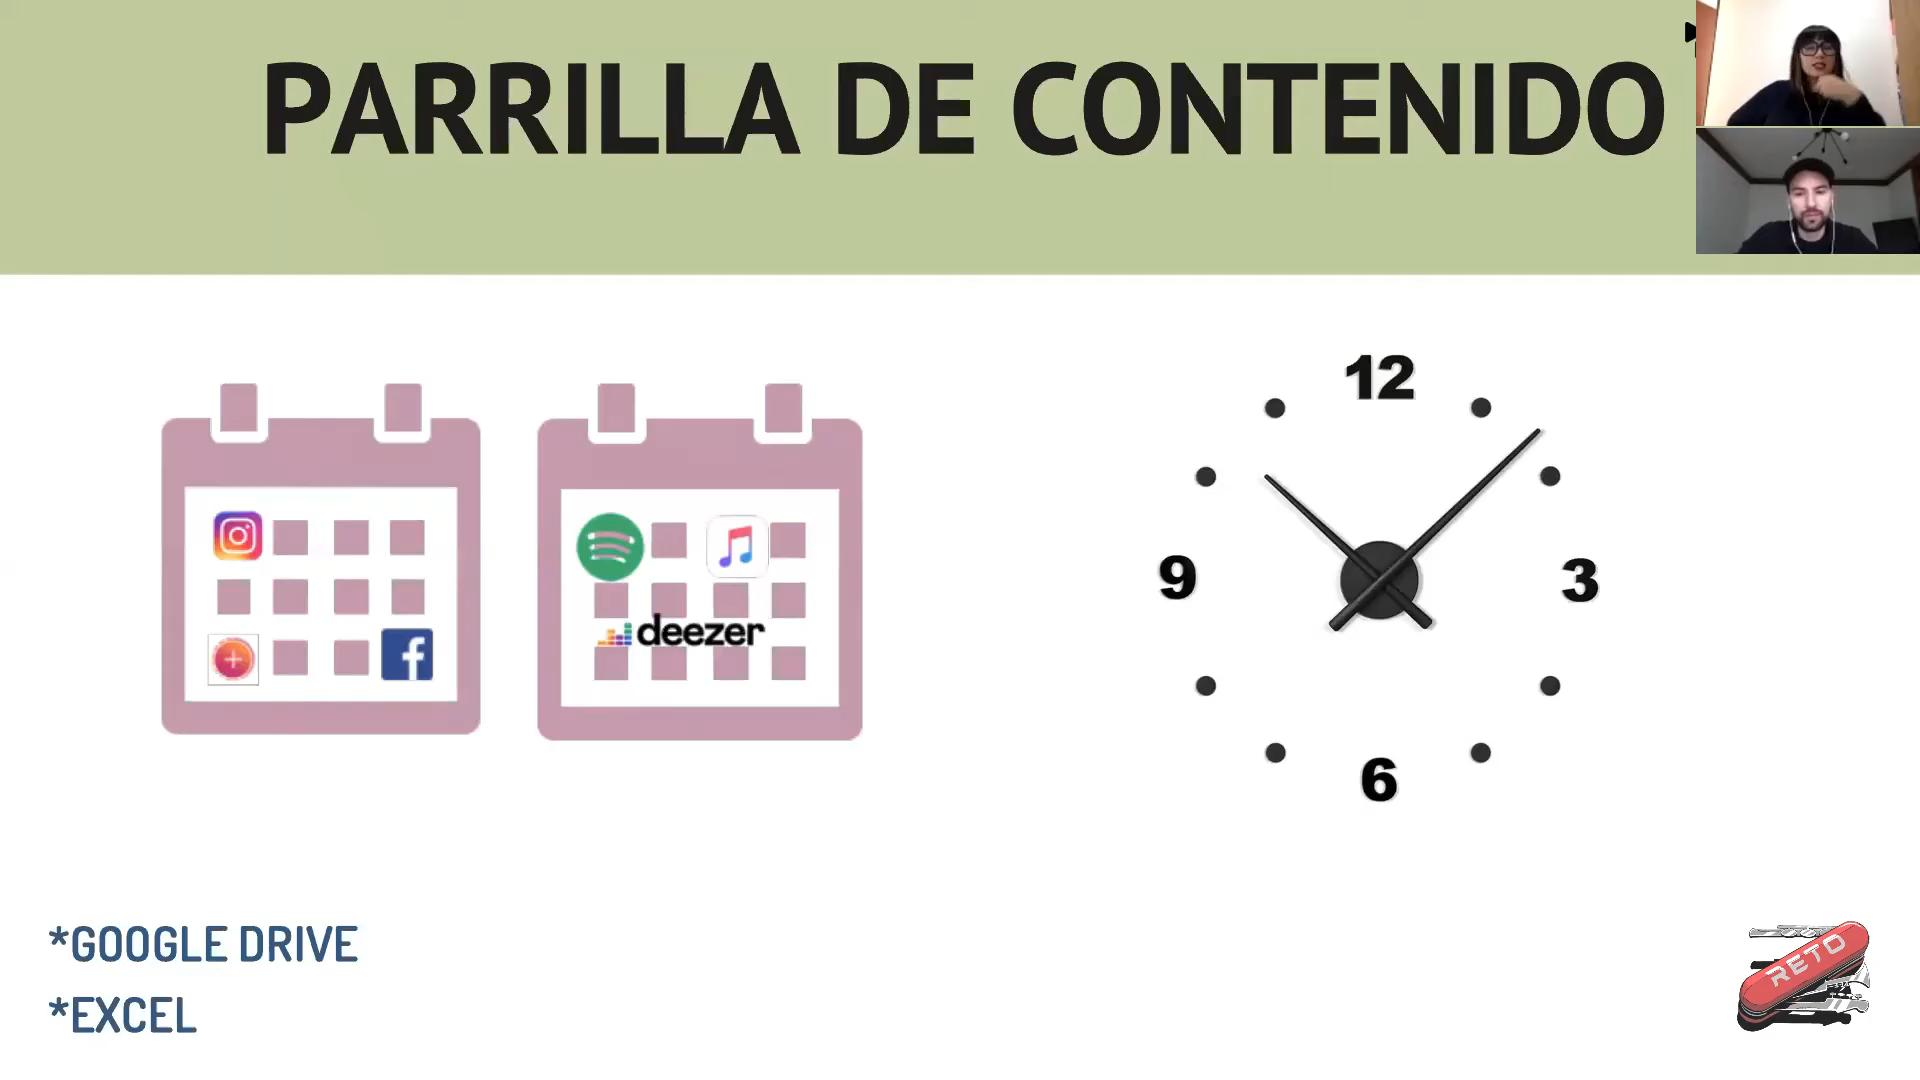 PARRILLA DE CONTENIDO
12
9
3
6
deezer
*GOOGLE DRIVE
*EXCEL
RETO